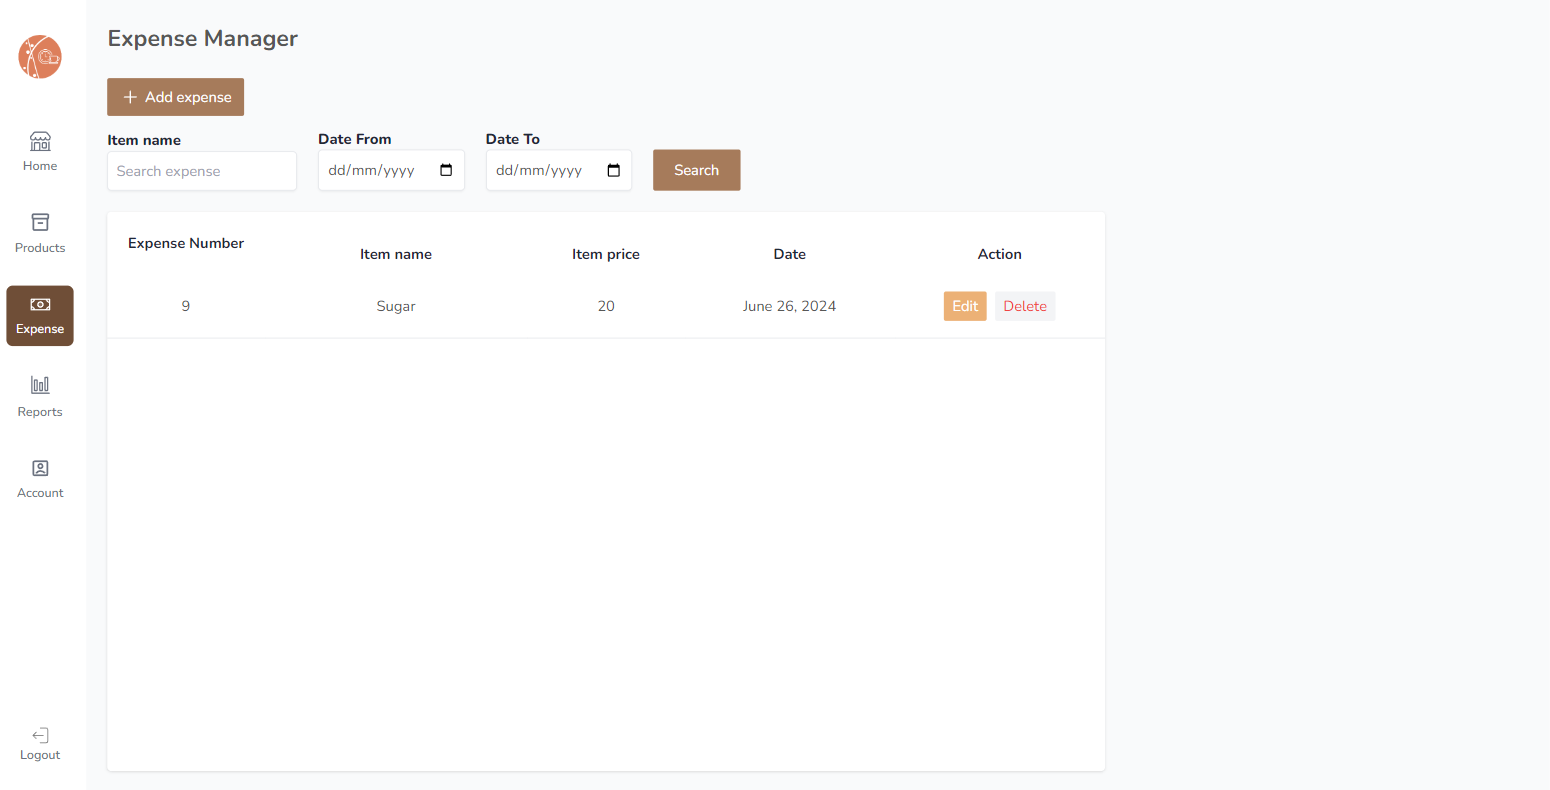 Expense Manager
Add expense
Item name Date From Date To
Search expense dd/mm/yyyy dd/mm/yyyy Search
Home
Products
Expense
Reports
Account
Logout
Expense Number Item name Item price Date Action
9 Sugar 20 June 26, 2024 Edit Delete